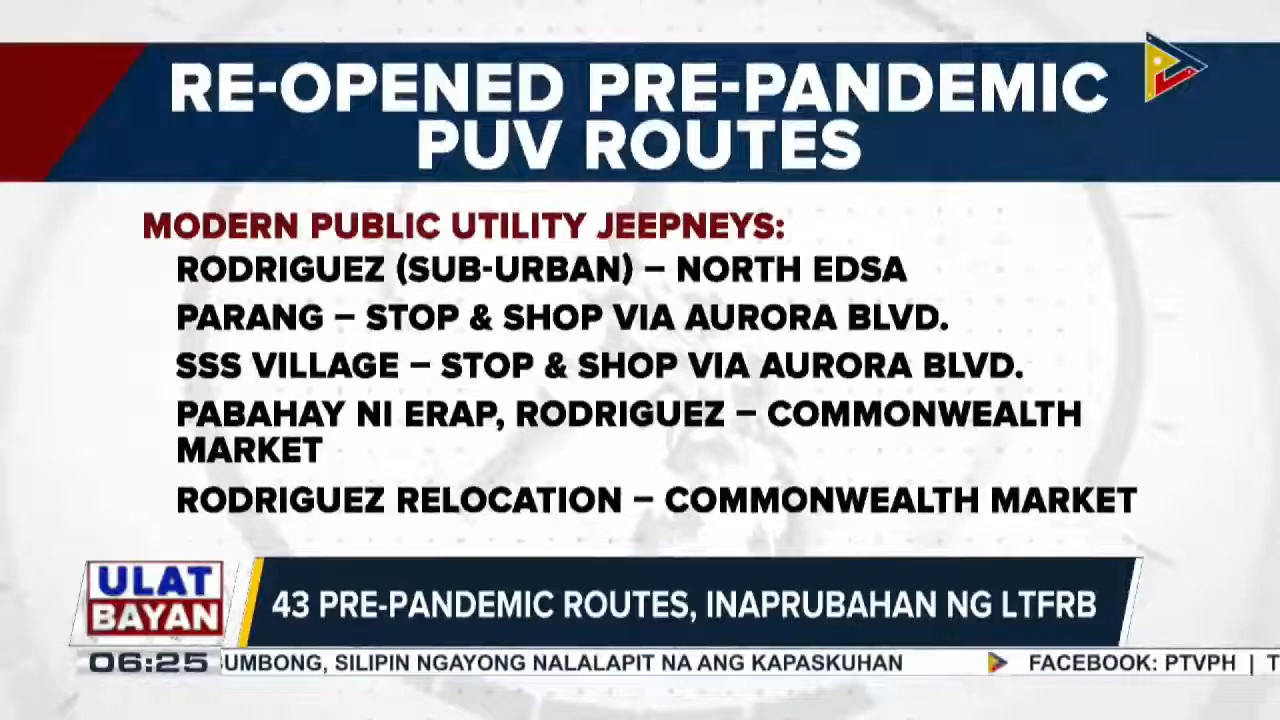 RE-OPENED PRE-PANDEMIC
PUV ROUTES
MODERN PUBLIC UTILITY JEEPNEYS:
RODRIGUEZ (SUB-URBAN) – NORTH EDSA
PARANG – STOP & SHOP VIA AURORA BLVD.
SSS VILLAGE – STOP & SHOP VIA AURORA BLVD.
PABAHAY NI ERAP, RODRIGUEZ – COMMONWEALTH
MARKET
RODRIGUEZ RELOCATION – COMMONWEALTH MARKET
ULAT
BAYAN
43 PRE-PANDEMIC ROUTES, INAPRUBAHAN NG LTFRB
06:25
UMBONG, SILIPIN NGAYONG NALALAPIT NA ANG KAPASKUHAN FACEBOOK: PTVPH | T